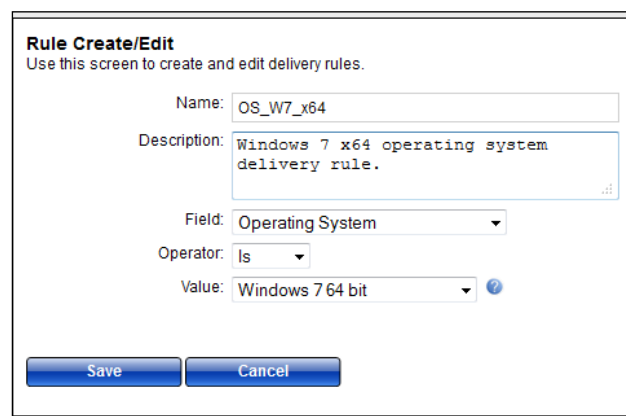 Rule Create/Edit
Use this screen to create and edit delivery rules.
Name: OS_W7_x64
Description: Windows 7 x64 operating system
delivery rule.
Field: Operating System
Operator: Is
Value: Windows 7 64 bit ?
Save Cancel